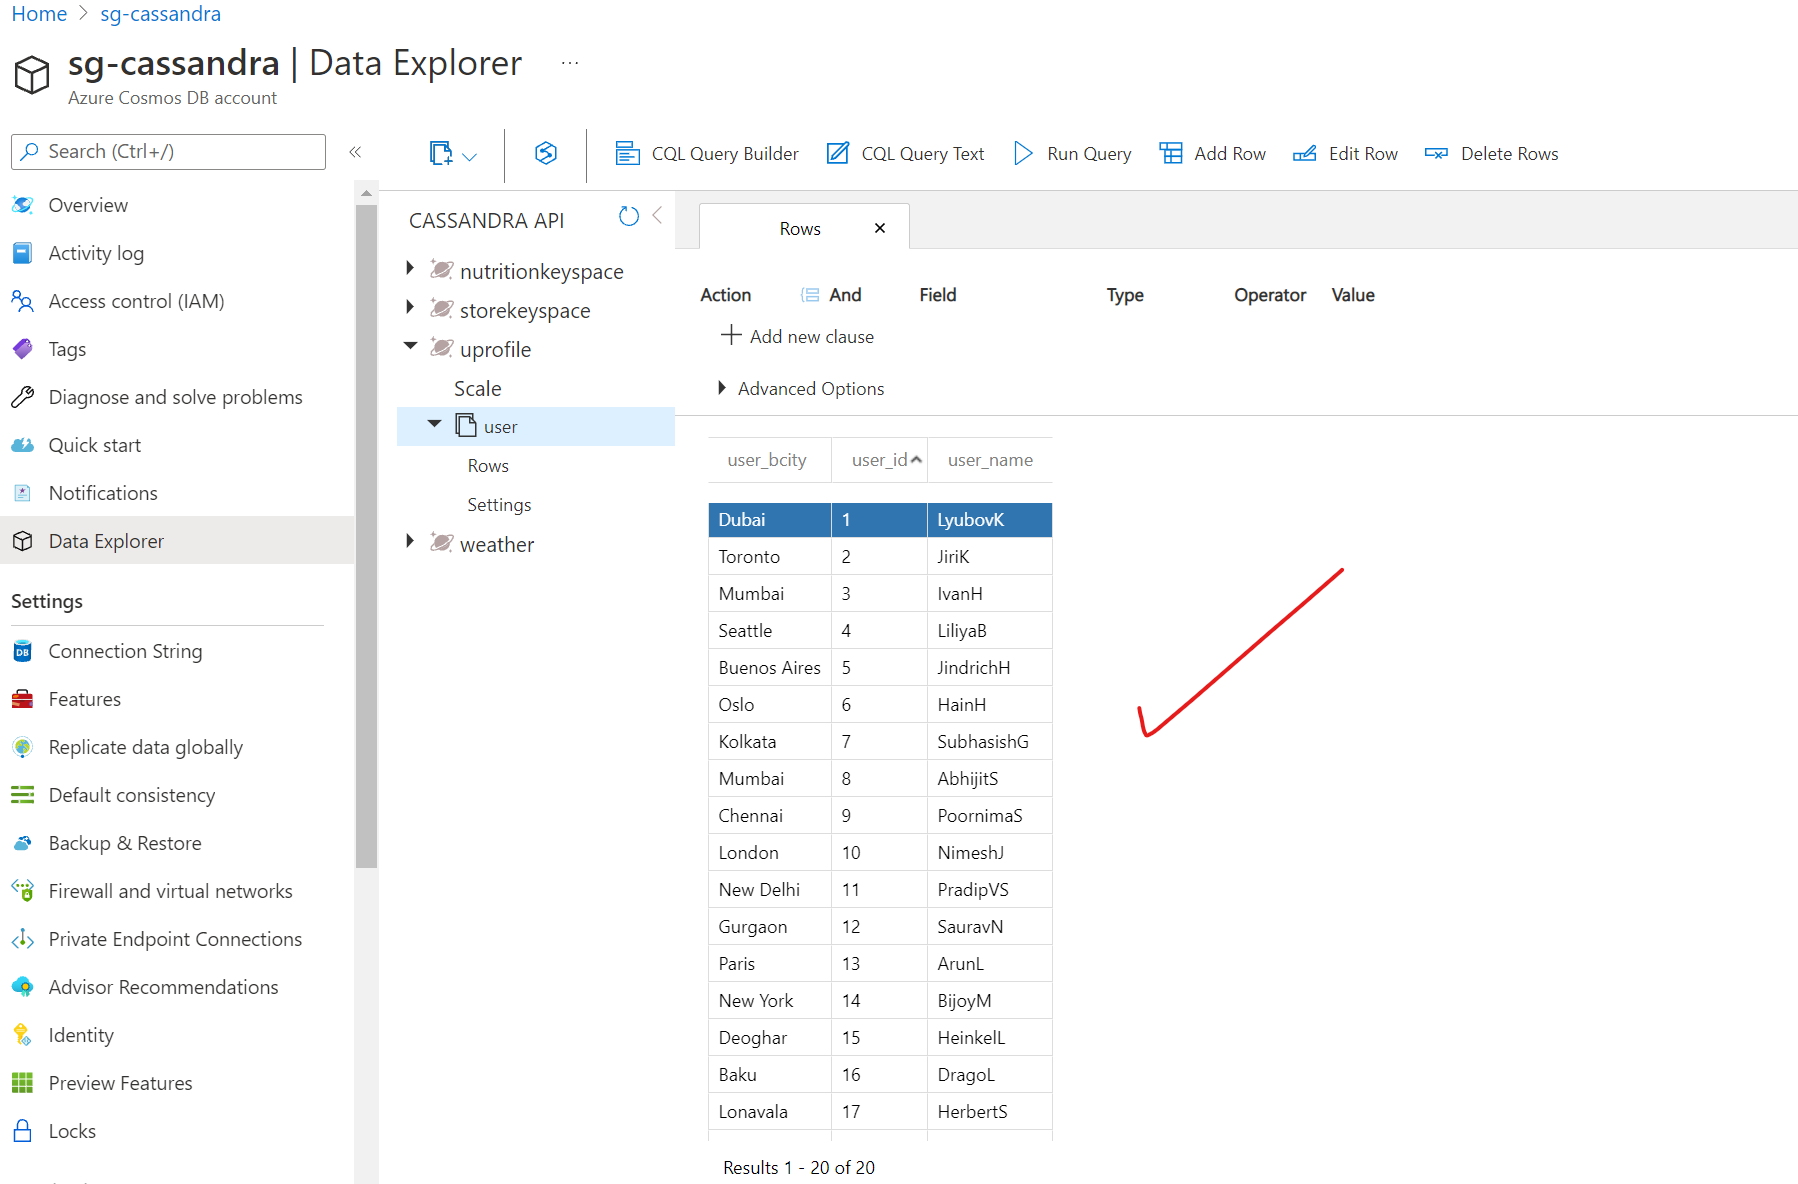 Home > sg-cassandra
sg-cassandra | Data Explorer ...
Azure Cosmos DB account
Search (Ctrl+/)
«
CQL Query Builder
CQL Query Text
Run Query
Add Row
Edit Row
Delete Rows
Overview
Activity log
Access control (IAM)
Tags
Diagnose and solve problems
Quick start
Notifications
Data Explorer
Settings
DB Connection String
Features
Replicate data globally
Default consistency
Backup & Restore
Firewall and virtual networks
Private Endpoint Connections
Advisor Recommendations
Identity
Preview Features
Locks
CASSANDRA API
nutritionkeyspace
storekeyspace
uprofile
Scale
user
Rows
Settings
weather
Rows
Action And Field Type Operator Value
Add new clause
Advanced Options
user_bcity user_id user_name
Dubai 1 LyubovK
Toronto 2 JiriK
Mumbai 3 IvanH
Seattle 4 LiliyaB
Buenos Aires 5 JindrichH
Oslo 6 HainH
Kolkata 7 SubhasishG
Mumbai 8 AbhijitS
Chennai 9 PoornimaS
London 10 NimeshJ
New Delhi 11 PradipVS
Gurgaon 12 SauravN
Paris 13 ArunL
New York 14 BijoyM
Deoghar 15 HeinkelL
Baku 16 DragoL
Lonavala 17 HerbertS
Results 1 - 20 of 20